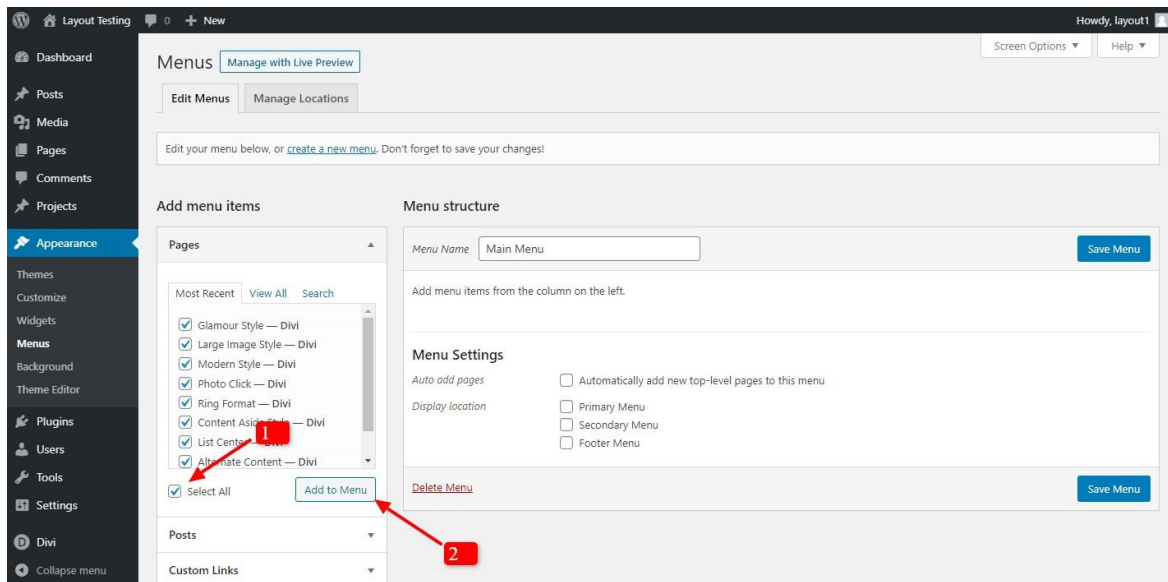 Layout Testing 0 + New Howdy, layout1
Dashboard
Posts
Media
Pages
Comments
Projects
Appearance
Themes
Customize
Widgets
Menus
Background
Theme Editor
Plugins
Users
Tools
Settings
Divi
Collapse menu
Screen Options ▼ Help ▼
Menus Manage with Live Preview
Edit Menus Manage Locations
Edit your menu below, or create a new menu. Don't forget to save your changes!
Add menu items
Pages
Most Recent View All Search
Glamour Style — Divi
Large Image Style — Divi
Modern Style — Divi
Photo Click — Divi
Ring Format — Divi
Content Aside — Divi
List Center — Divi
Alternate Content — Divi
Select All Add to Menu
1
2
Posts
Custom Links
Menu structure
Menu Name Main Menu Save Menu
Add menu items from the column on the left.
Menu Settings
Auto add pages Automatically add new top-level pages to this menu
Display location Primary Menu
Secondary Menu
Footer Menu
Delete Menu Save Menu